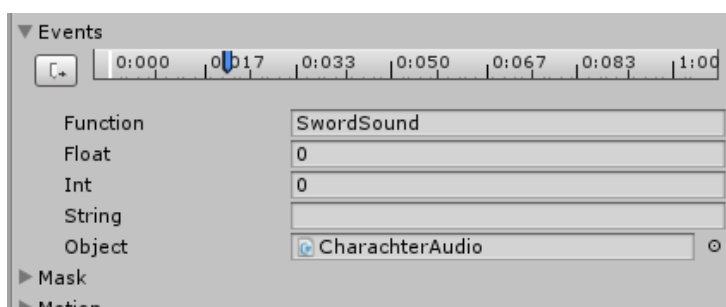 Events
0:000 0:017 0:033 0:050 0:067 0:083 1:00
Function SwordSound
Float 0
Int 0
String
Object CharachterAudio
Mask
Motion